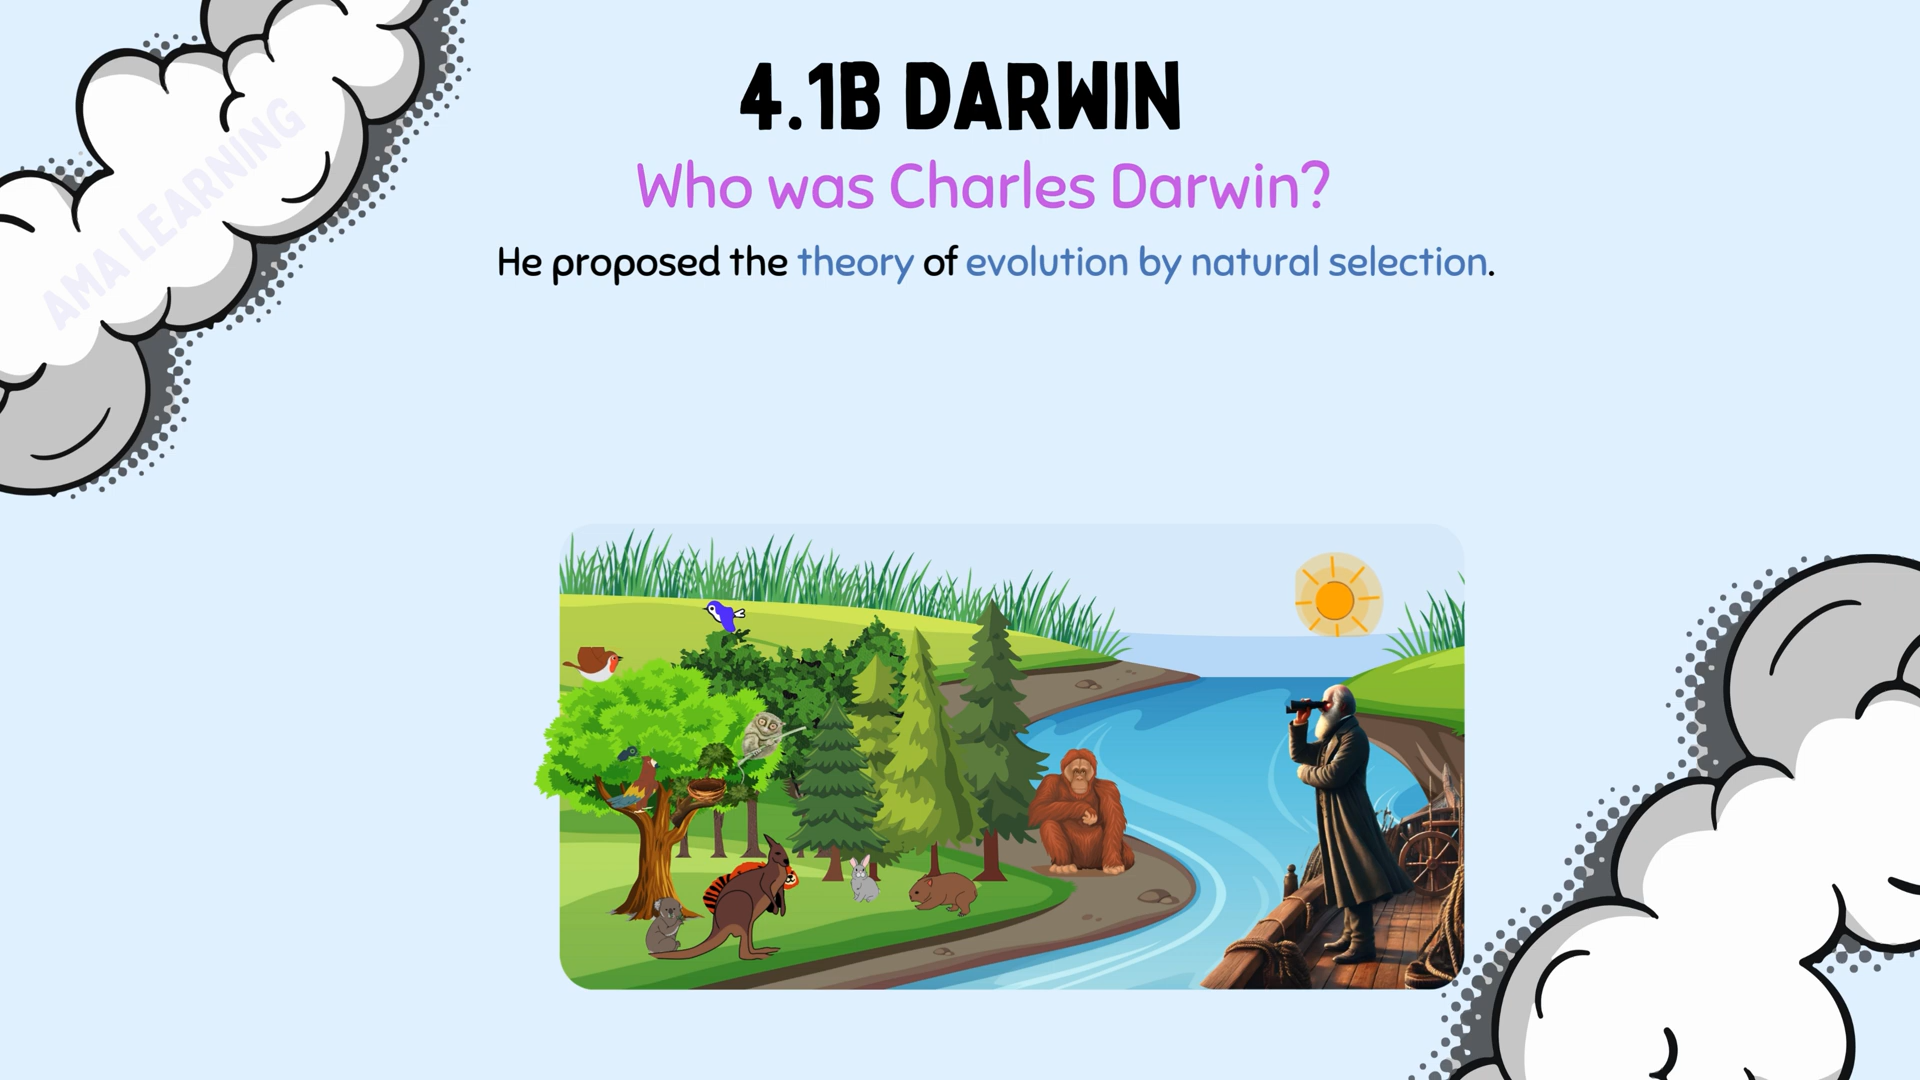 4.1B DARWIN
Who was Charles Darwin?
He proposed the theory of evolution by natural selection.
AMA LEARNING